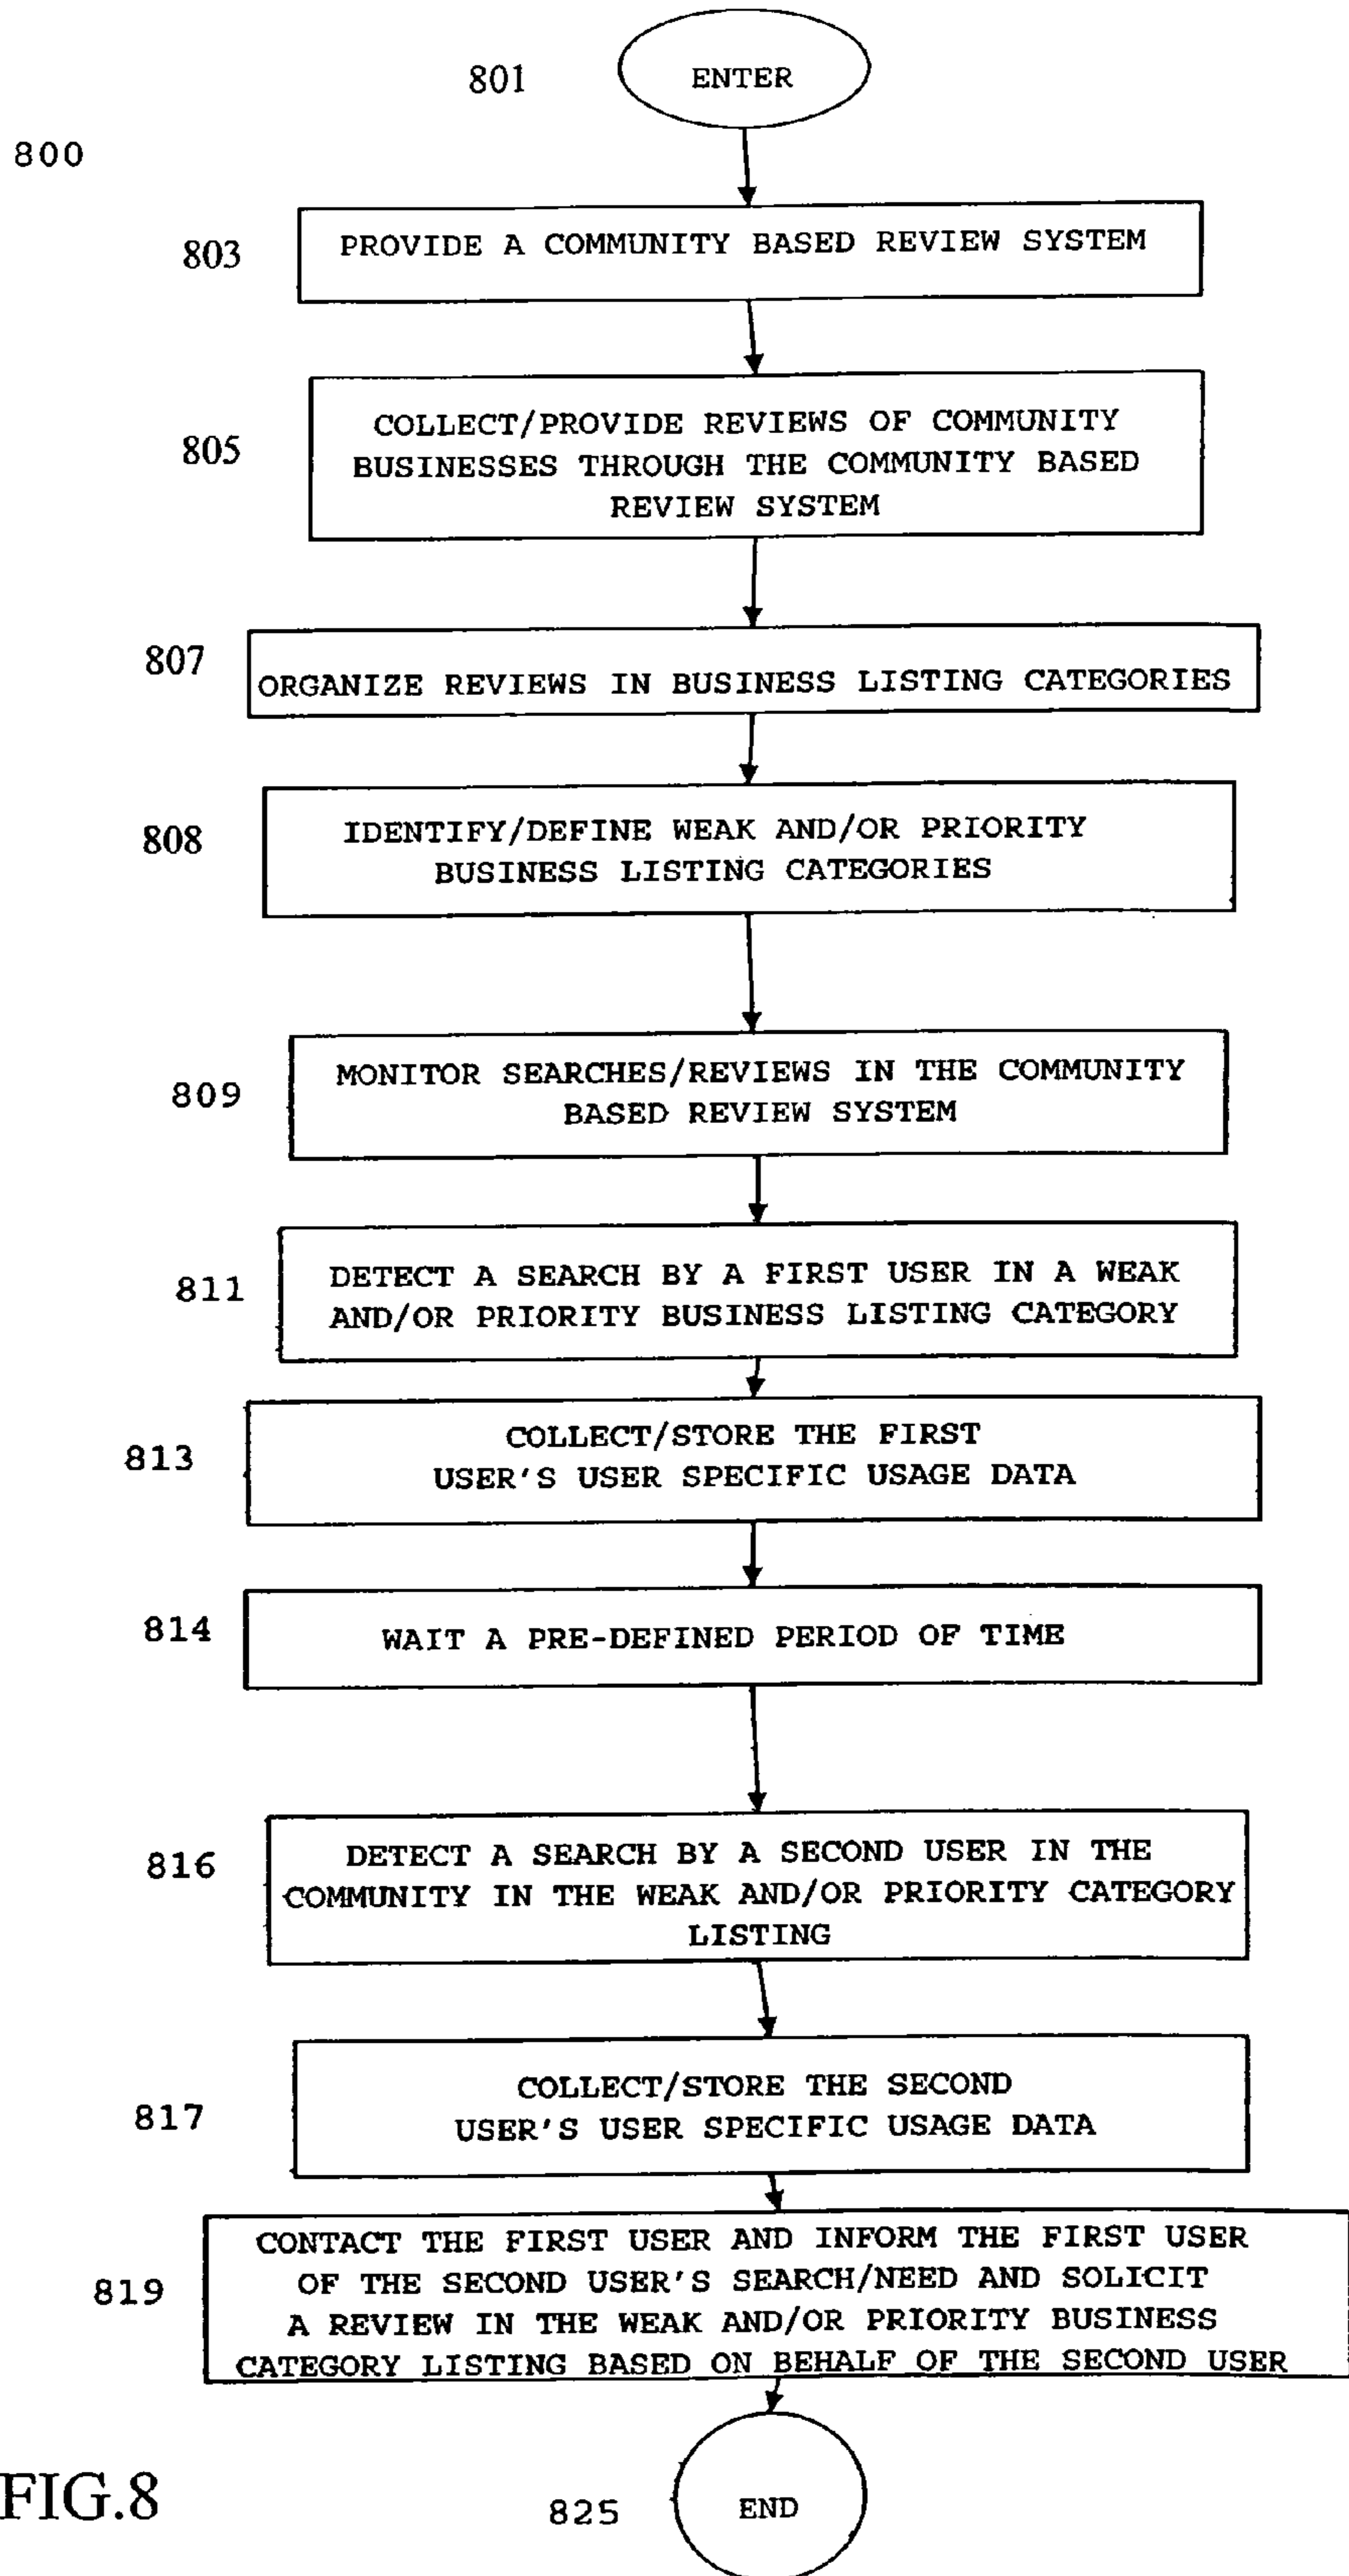 801
ENTER
800
803
PROVIDE A COMMUNITY BASED REVIEW SYSTEM
805
COLLECT/PROVIDE REVIEWS OF COMMUNITY
BUSINESSES THROUGH THE COMMUNITY BASED
REVIEW SYSTEM
807
ORGANIZE REVIEWS IN BUSINESS LISTING CATEGORIES
808
IDENTIFY/DEFINE WEAK AND/OR PRIORITY
BUSINESS LISTING CATEGORIES
809
MONITOR SEARCHES/REVIEWS IN THE COMMUNITY
BASED REVIEW SYSTEM
811
DETECT A SEARCH BY A FIRST USER IN A WEAK
AND/OR PRIORITY BUSINESS LISTING CATEGORY
813
COLLECT/STORE THE FIRST
USER'S USER SPECIFIC USAGE DATA
814
WAIT A PRE-DEFINED PERIOD OF TIME
816
DETECT A SEARCH BY A SECOND USER IN THE
COMMUNITY IN THE WEAK AND/OR PRIORITY CATEGORY
LISTING
817
COLLECT/STORE THE SECOND
USER'S USER SPECIFIC USAGE DATA
819
CONTACT THE FIRST USER AND INFORM THE FIRST USER
OF THE SECOND USER'S SEARCH/NEED AND SOLICIT
A REVIEW IN THE WEAK AND/OR PRIORITY BUSINESS
CATEGORY LISTING BASED ON BEHALF OF THE SECOND USER
FIG.8
825
END